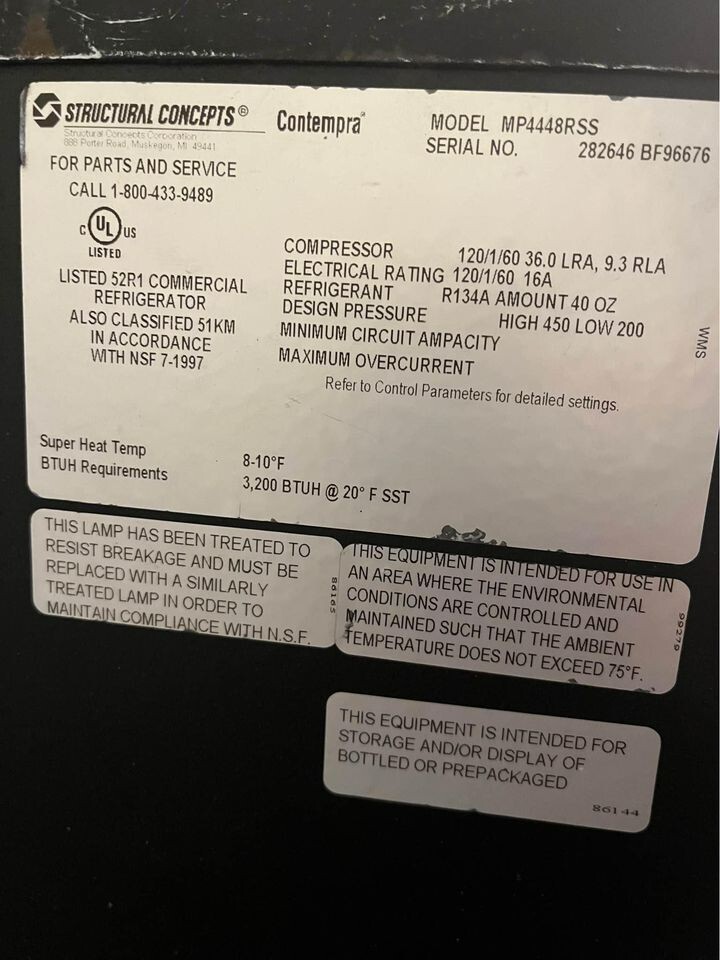 STRUCTURAL CONCEPTS®
Structural Concepts Corporation
888 Porter Road, Muskegon, MI 49441
Contempra®
MODEL MP4448RSS
SERIAL NO. 282646 BF96676
FOR PARTS AND SERVICE
CALL 1-800-433-9489
C UL US
LISTED
LISTED 52R1 COMMERCIAL
REFRIGERATOR
ALSO CLASSIFIED 51KM
IN ACCORDANCE
WITH NSF 7-1997
COMPRESSOR 120/1/60 36.0 LRA, 9.3 RLA
ELECTRICAL RATING 120/1/60 16A
REFRIGERANT R134A AMOUNT 40 OZ
DESIGN PRESSURE HIGH 450 LOW 200
MINIMUM CIRCUIT AMPACITY
MAXIMUM OVERCURRENT
Refer to Control Parameters for detailed settings.
WMS
Super Heat Temp 8-10°F
BTUH Requirements 3,200 BTUH @ 20° F SST
THIS LAMP HAS BEEN TREATED TO
RESIST BREAKAGE AND MUST BE
REPLACED WITH A SIMILARLY
TREATED LAMP IN ORDER TO
MAINTAIN COMPLIANCE WITH N.S.F.
86165
THIS EQUIPMENT IS INTENDED FOR USE IN
AN AREA WHERE THE ENVIRONMENTAL
CONDITIONS ARE CONTROLLED AND
MAINTAINED SUCH THAT THE AMBIENT
TEMPERATURE DOES NOT EXCEED 75°F.
99279
THIS EQUIPMENT IS INTENDED FOR
STORAGE AND/OR DISPLAY OF
BOTTLED OR PREPACKAGED
86144